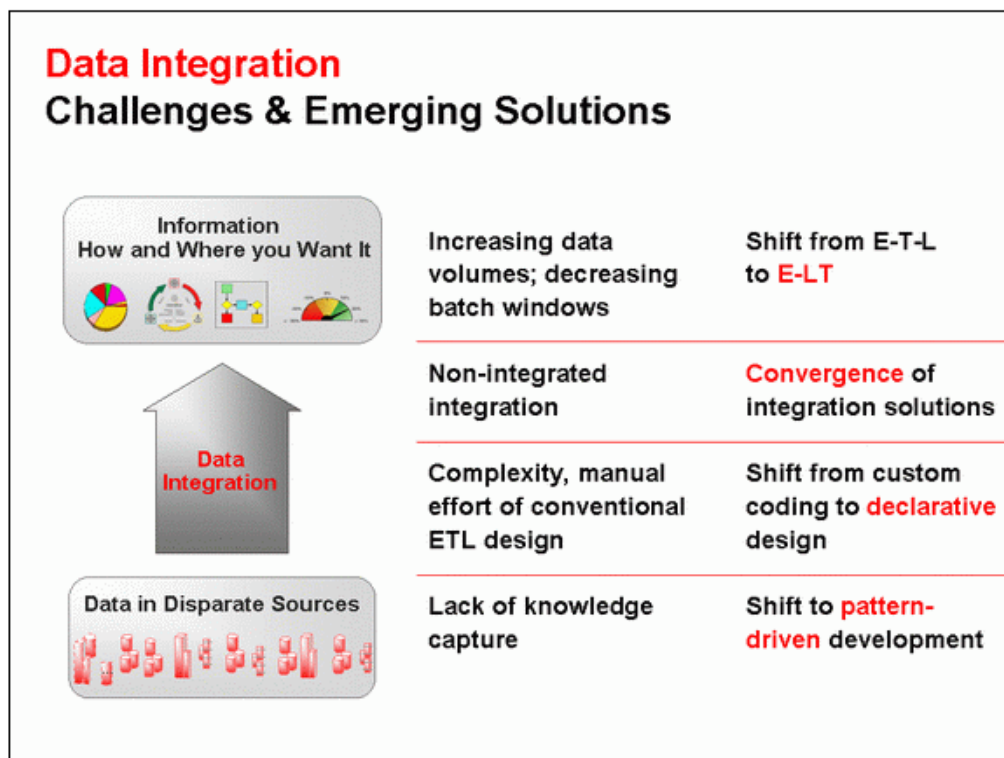 Data Integration
Challenges & Emerging Solutions
Information
How and Where you Want It
Data
Integration
Data in Disparate Sources
Increasing data
volumes; decreasing
batch windows
Shift from E-T-L
to E-LT
Non-integrated
integration
Convergence of
integration solutions
Complexity, manual
effort of conventional
ETL design
Shift from custom
coding to declarative
design
Lack of knowledge
capture
Shift to pattern-
driven development